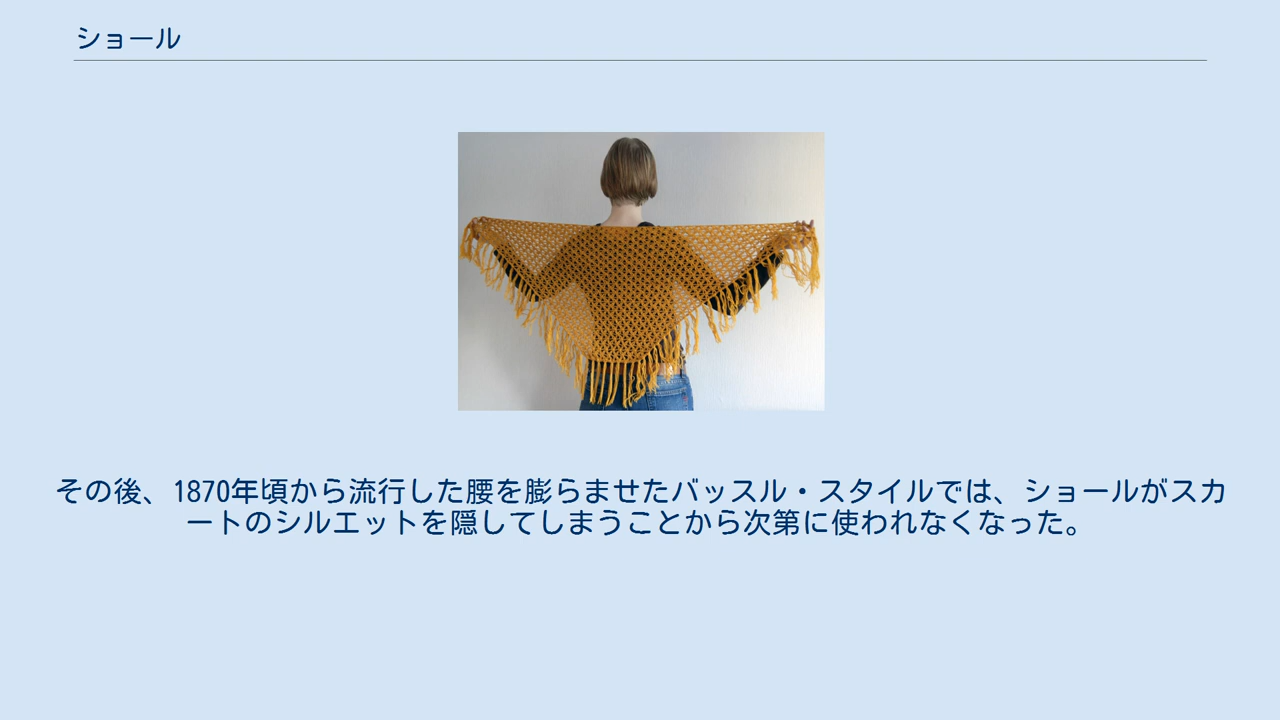 ショール
その後、1870年頃から流行した腰を膨らませたバッスル・スタイルでは、ショールがスカ
ートのシルエットを隠してしまうことから次第に使われなくなった。